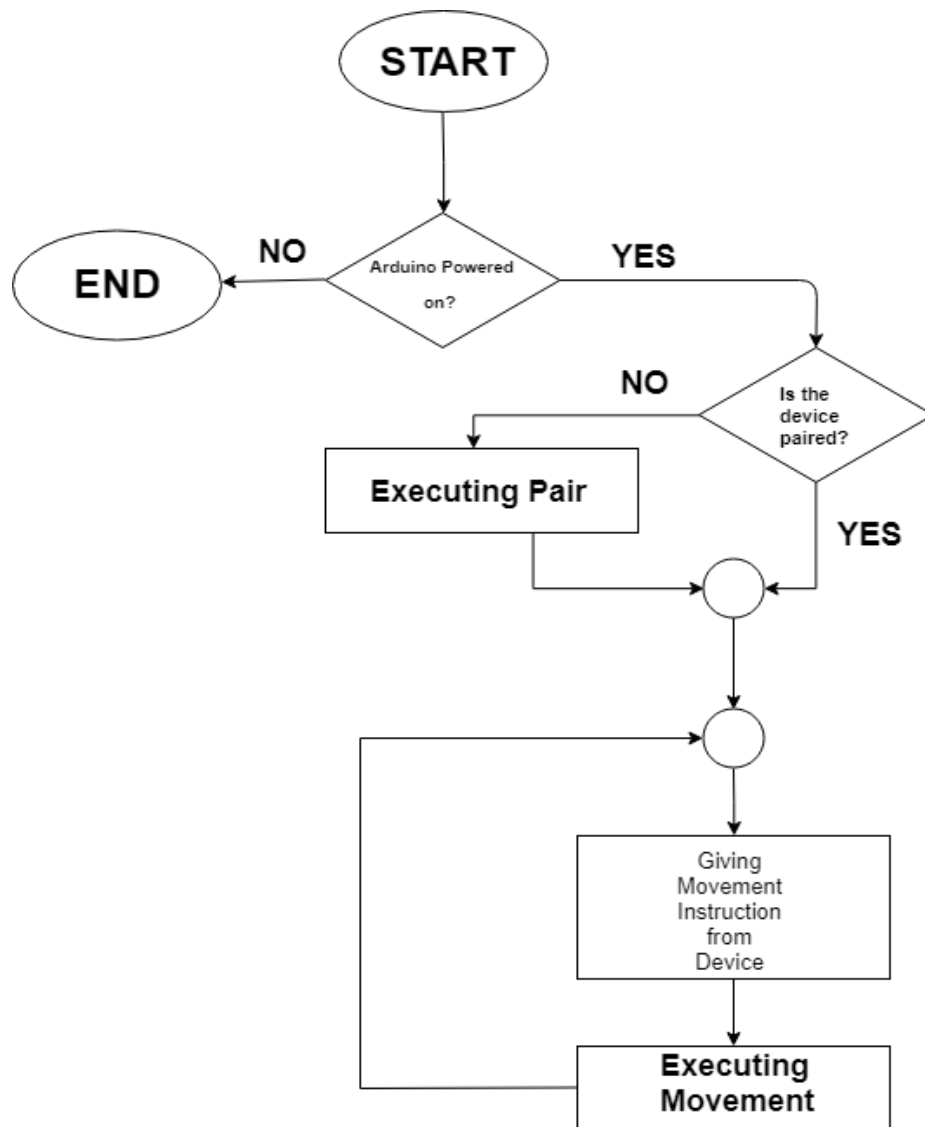 START
Arduino Powered
on?
NO
END
YES
Is the
device
paired?
NO
Executing Pair
YES
Giving
Movement
Instruction
from
Device
Executing
Movement